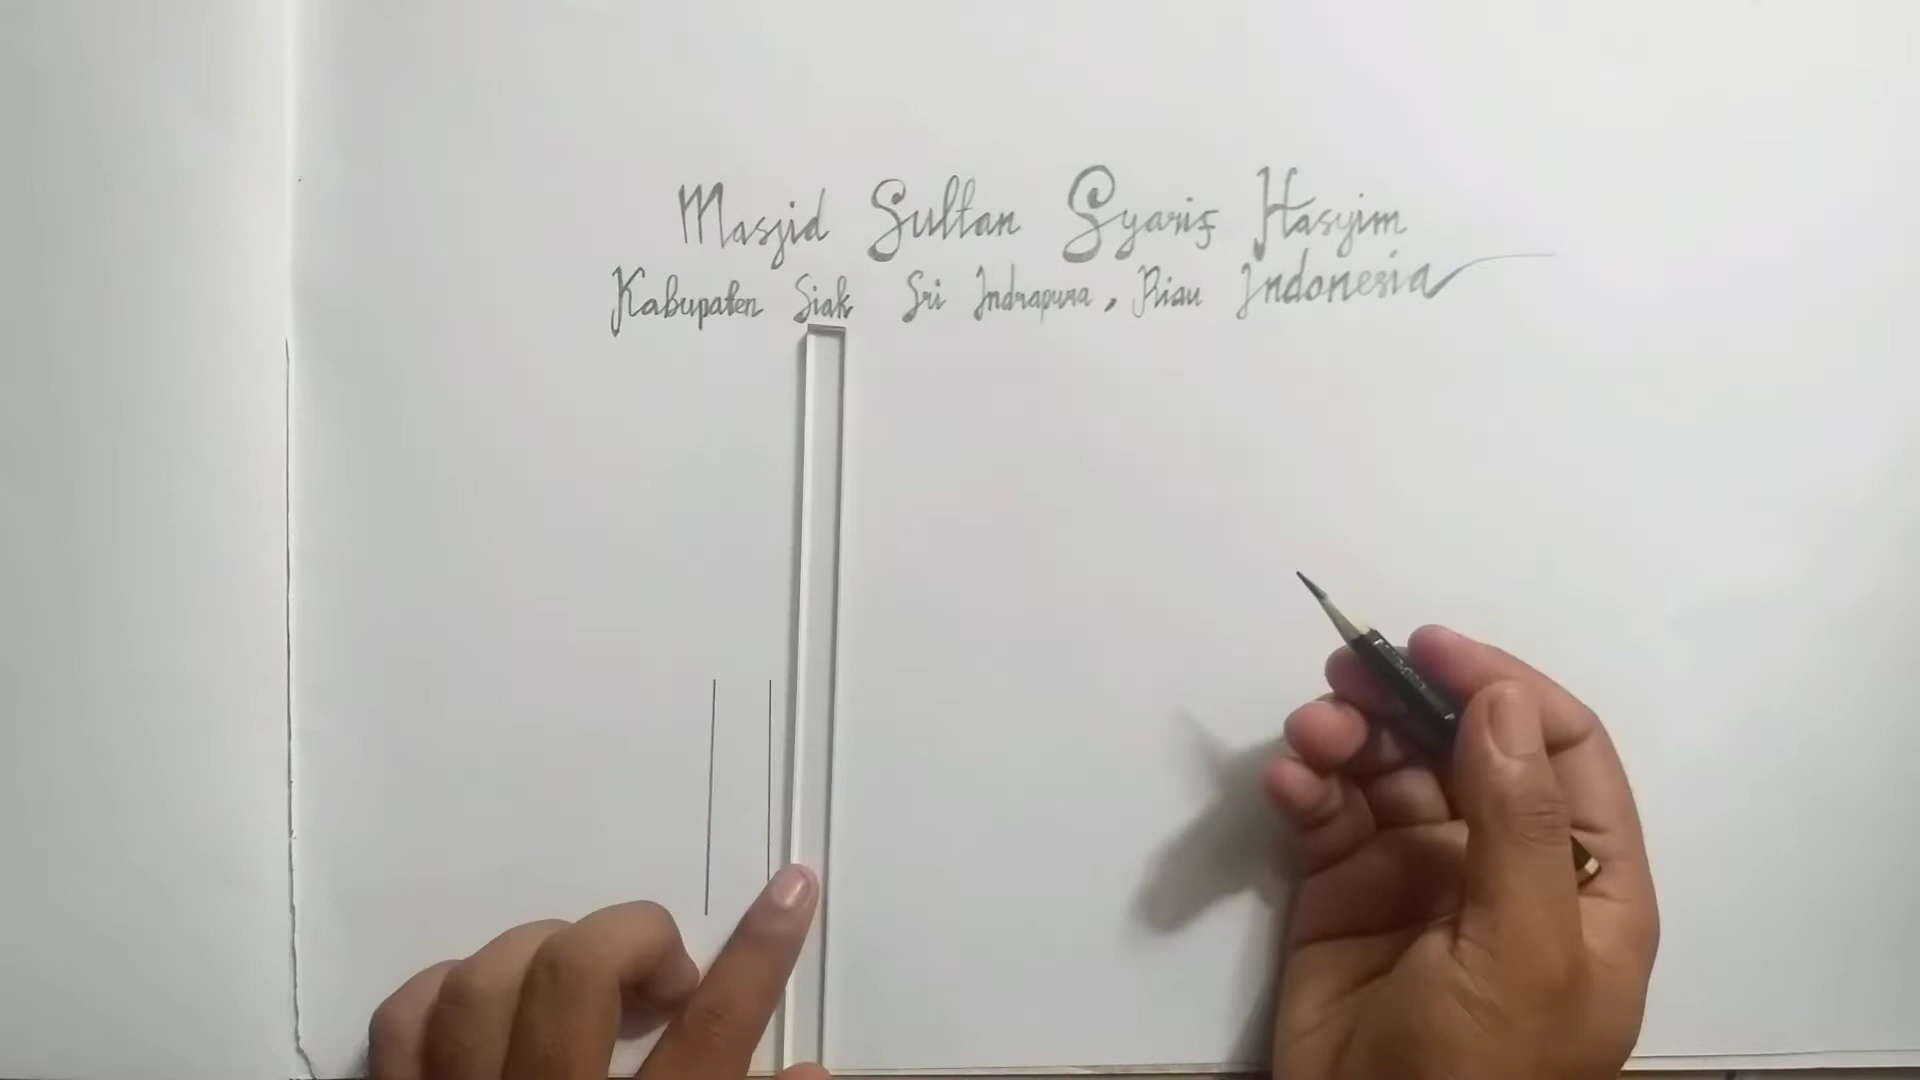 Masjid Sultan Syarif Hasyim
Kabupaten Siak Sri Indrapura, Riau Indonesia